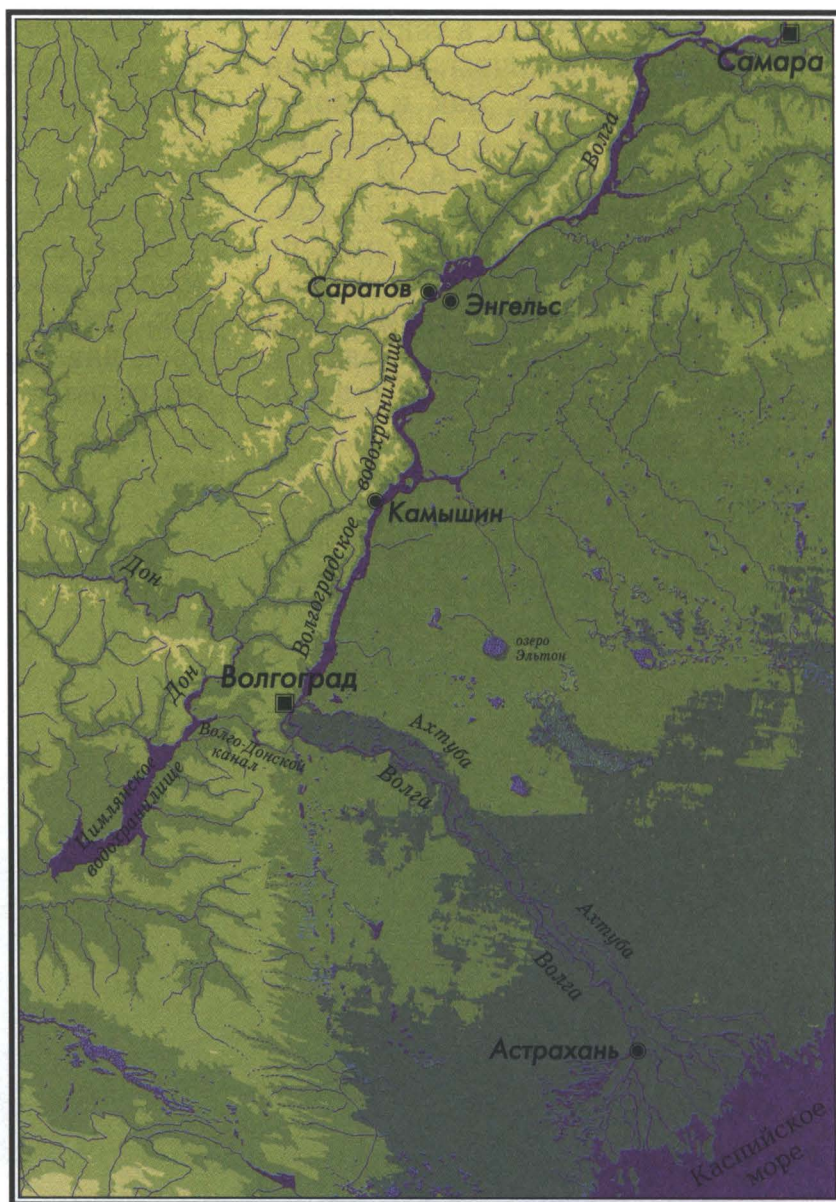 Самара
Волга
Саратов
Энгельс
Волгоградское водохранилище
Камышин
Дон
озеро
Эльтон
Дон
Волгоград
Ахтуба
Волго-Донской
канал
Волга
Цимлянское
водохранилище
Ахтуба
Волга
Астрахань
Каспийское
море